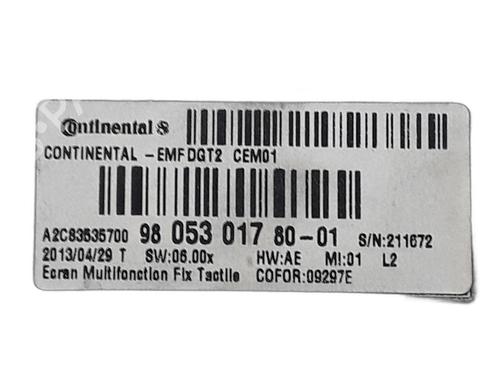 Continental
CONTINENTAL -EMFDGT2 CEM01
A2C83535700 98 053 017 80-01 S/N:211672
2013/04/29 T SW:06.00x HW:AE MI:01 L2
Ecran Multifonction Fix Tactile COFOR:09297E